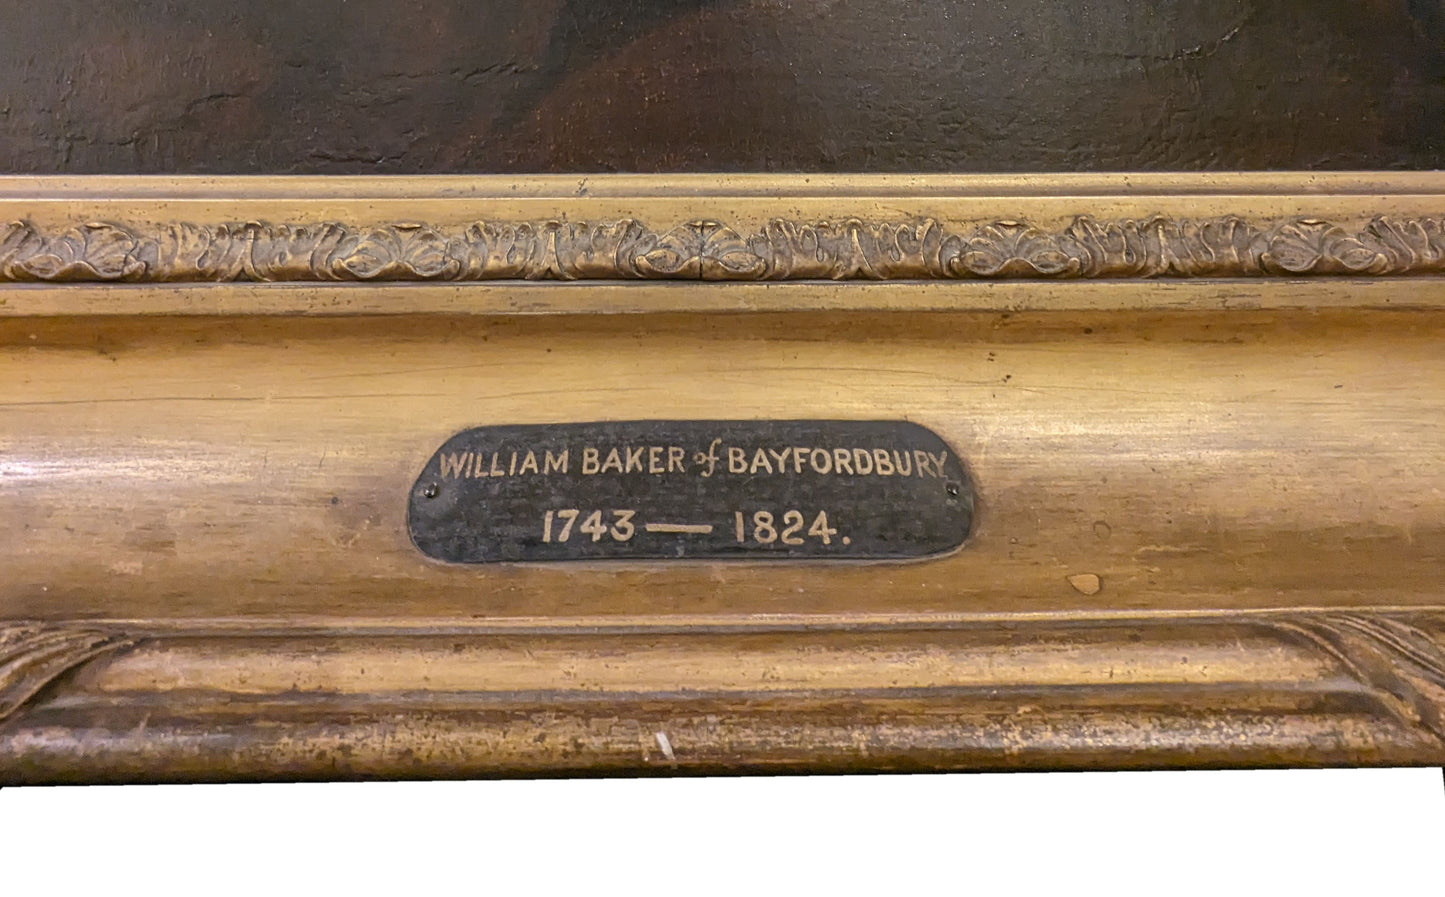 WILLIAM BAKER of BAYFORDBURY
1743 — 1824.